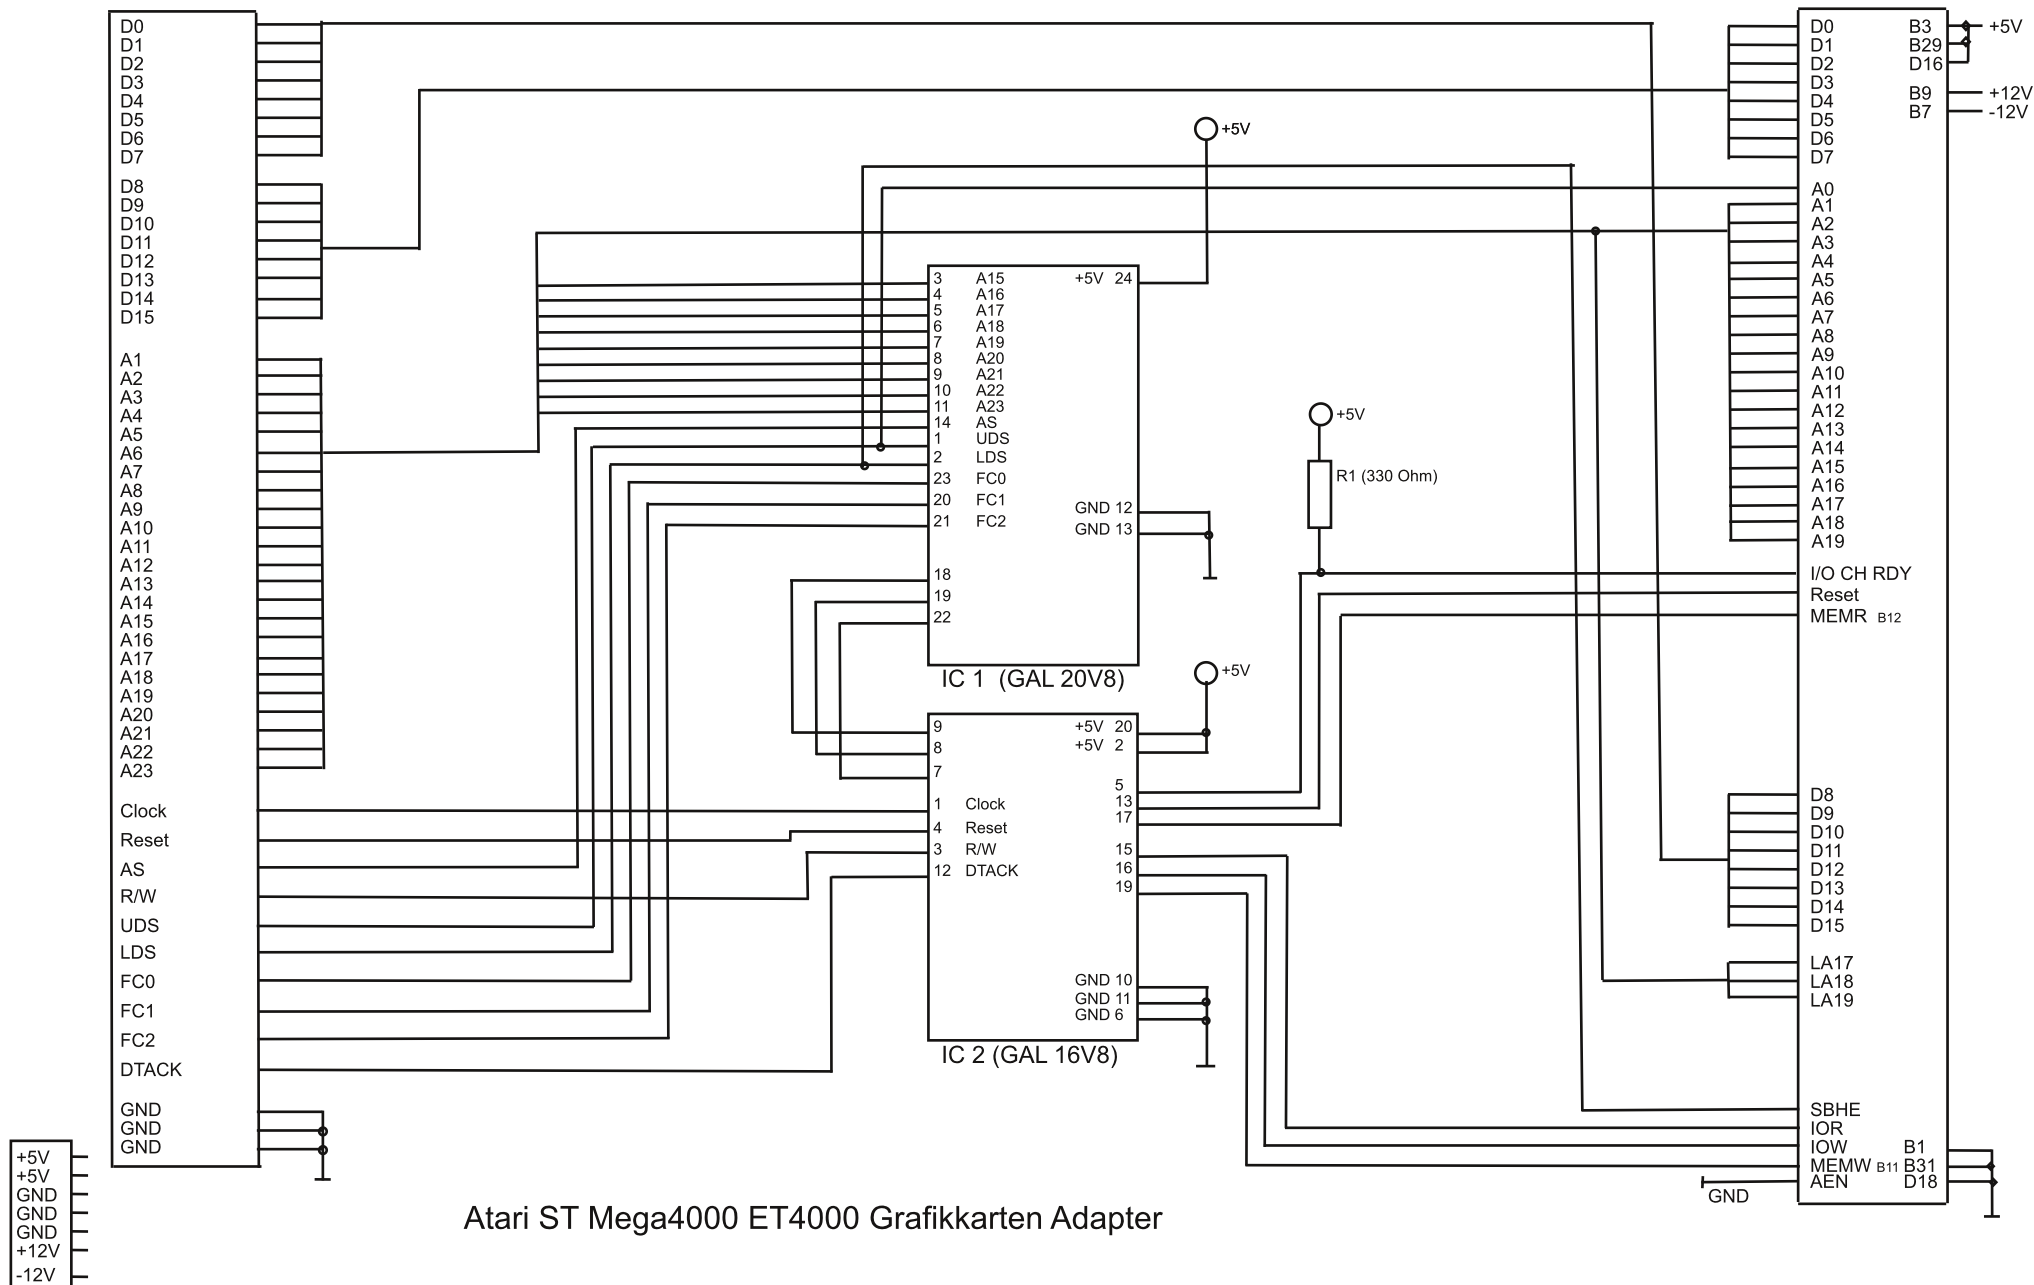 D0
D1
D2
D3
D4
D5
D6
D7
D8
D9
D10
D11
D12
D13
D14
D15
A1
A2
A3
A4
A5
A6
A7
A8
A9
A10
A11
A12
A13
A14
A15
A16
A17
A18
A19
A20
A21
A22
A23
Clock
Reset
AS
R/W
UDS
LDS
FC0
FC1
FC2
DTACK
GND
GND
GND
+5V
+5V
GND
GND
GND
+12V
-12V
+5V
3 A15 +5V 24
4 A16
5 A17
6 A18
7 A19
8 A20
9 A21
10 A22
11 A23
14 AS
1 UDS
2 LDS
23 FC0
20 FC1 GND 12
21 FC2 GND 13
18
19
22
IC 1 (GAL 20V8)
+5V
R1 (330 Ohm)
+5V
9 +5V 20
8 +5V 2
7
5
1 Clock 13
17
4 Reset
3 R/W 15
12 DTACK 16
19
GND 10
GND 11
GND 6
IC 2 (GAL 16V8)
D0 B3 +5V
D1 B29
D2 D16
D3
D4 B9 +12V
D5 B7 -12V
D6
D7
A0
A1
A2
A3
A4
A5
A6
A7
A8
A9
A10
A11
A12
A13
A14
A15
A16
A17
A18
A19
I/O CH RDY
Reset
MEMR B12
D8
D9
D10
D11
D12
D13
D14
D15
LA17
LA18
LA19
SBHE
IOR
IOW B1
MEMW B11 B31
AEN D18
GND
Atari ST Mega4000 ET4000 Grafikkarten Adapter